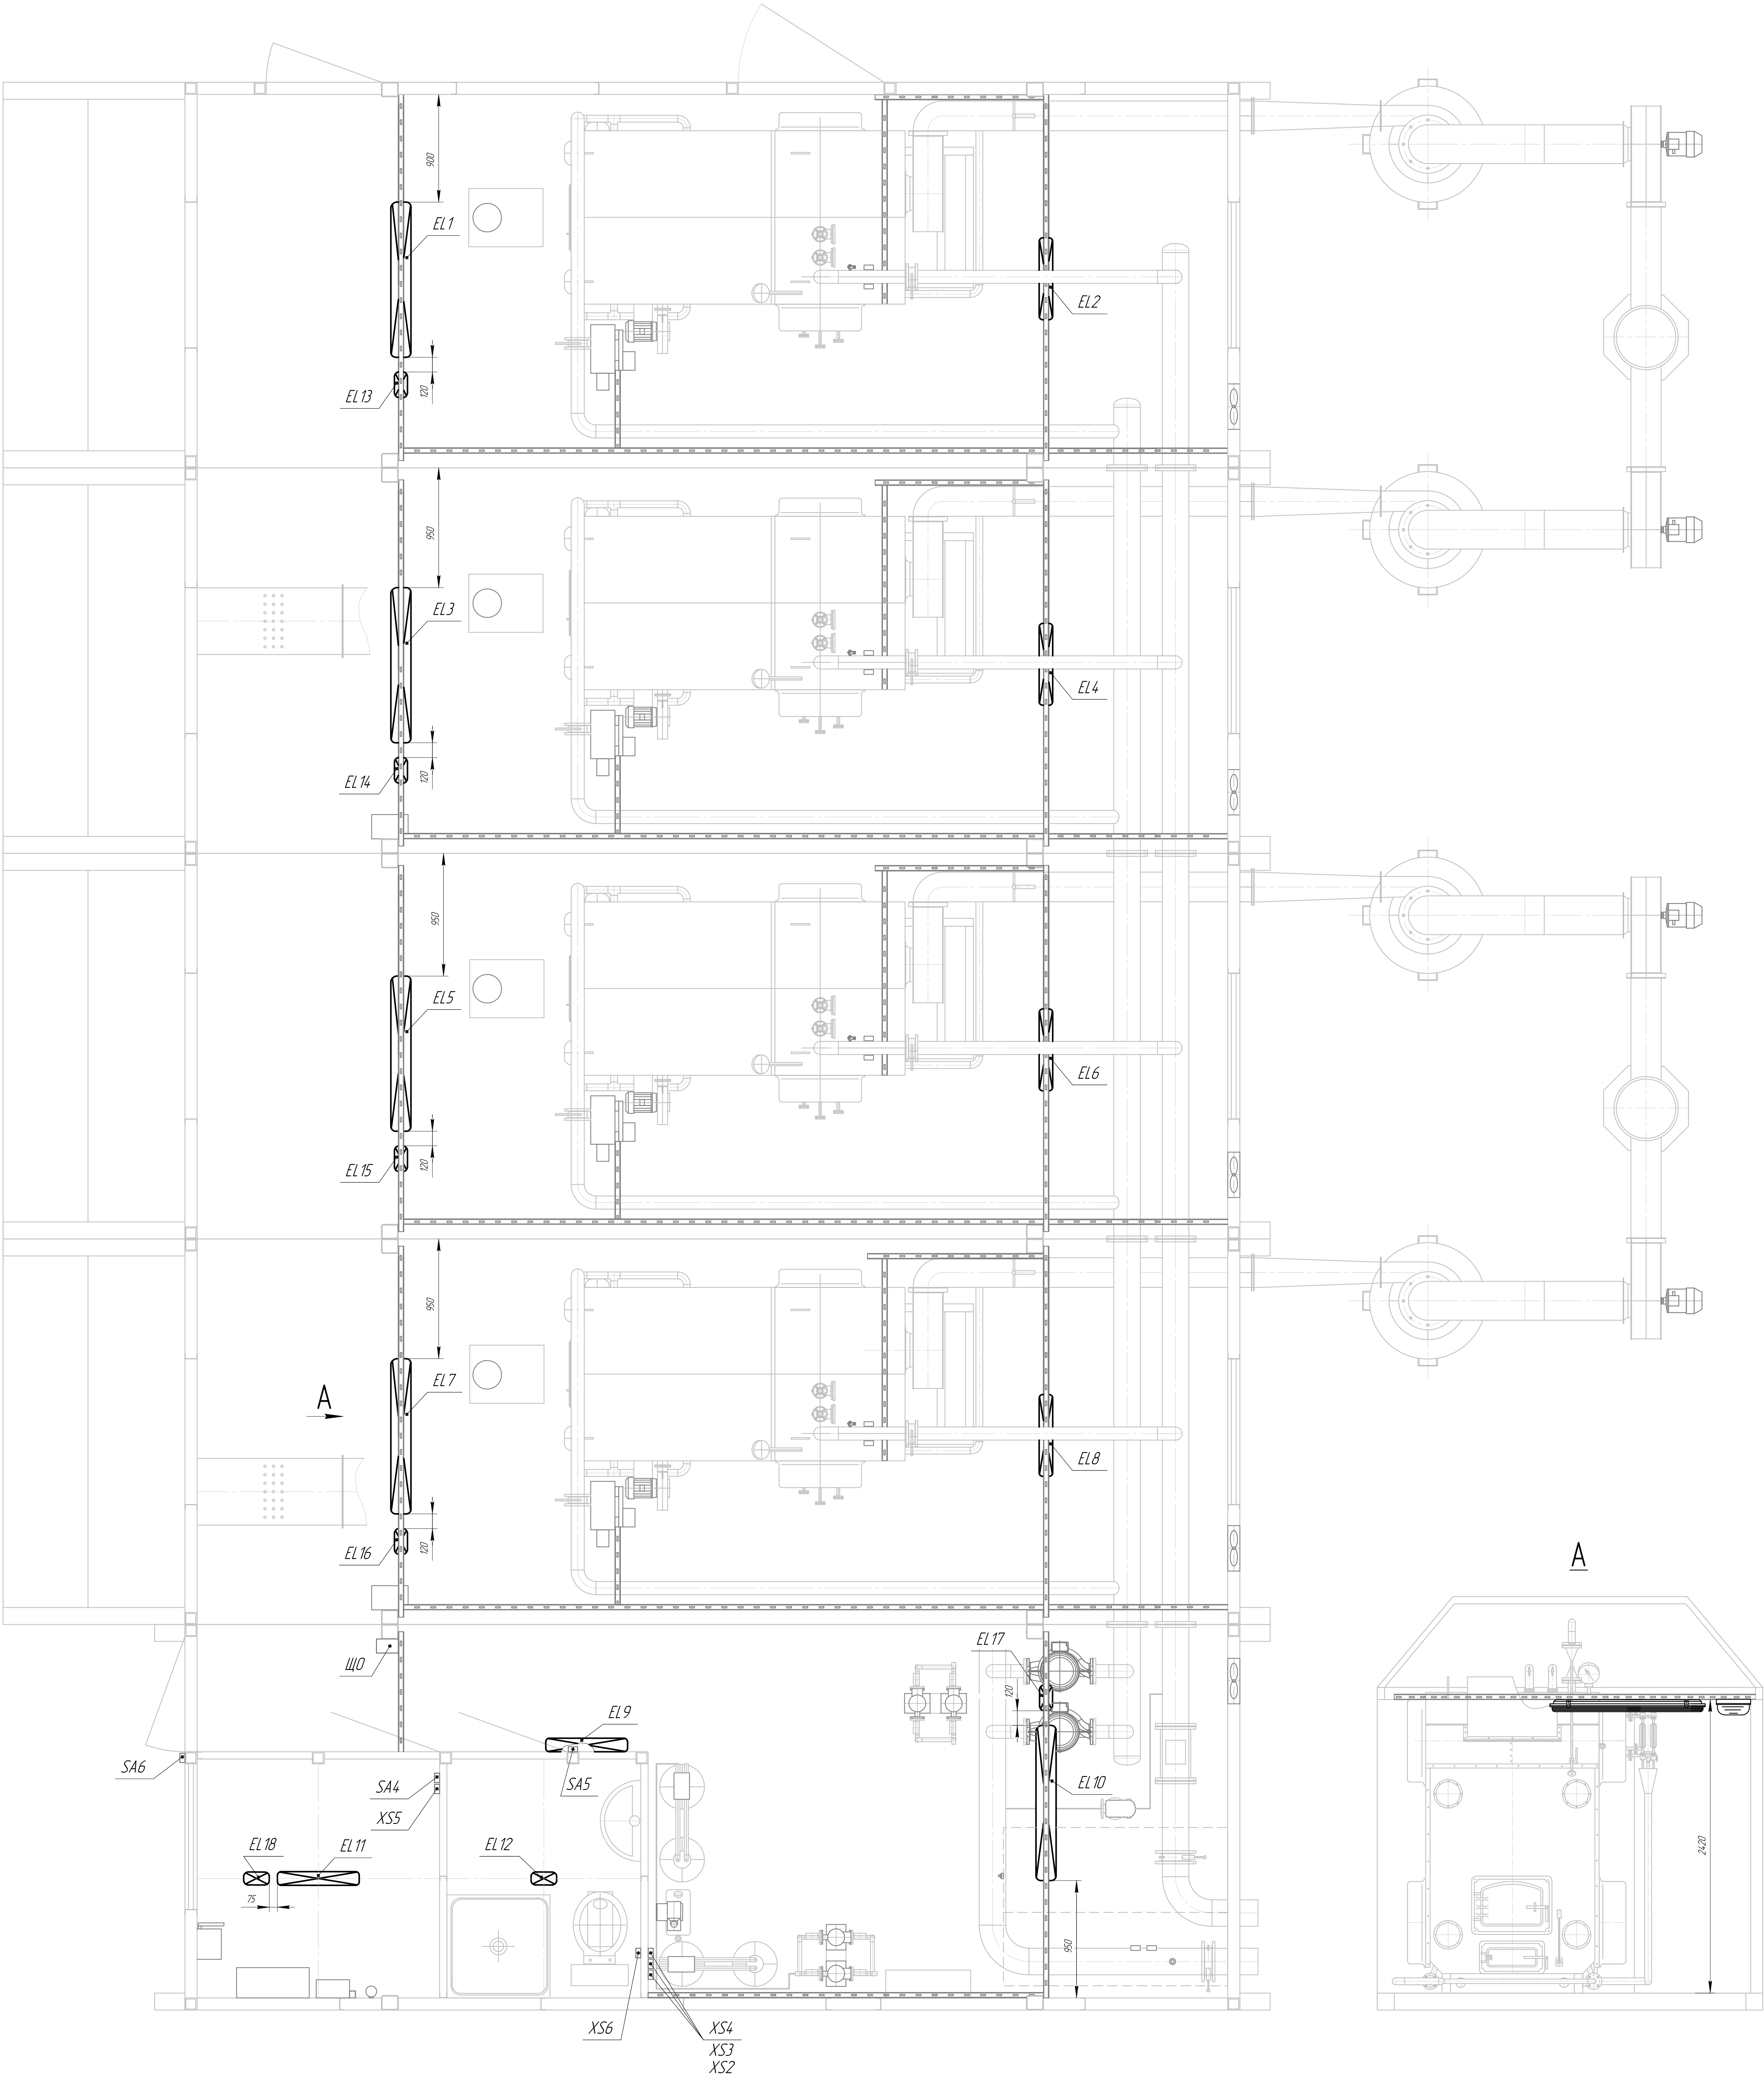 900
EL1
EL2
EL13
120
950
EL3
EL4
EL14
120
950
EL5
EL6
EL15
120
950
EL7
А
EL8
EL16
120
А
EL17
ЩО
120
EL9
SA6
SA4
SA5
EL10
XS5
EL18
EL11
EL12
2420
75
950
XS6
XS4
XS3
XS2